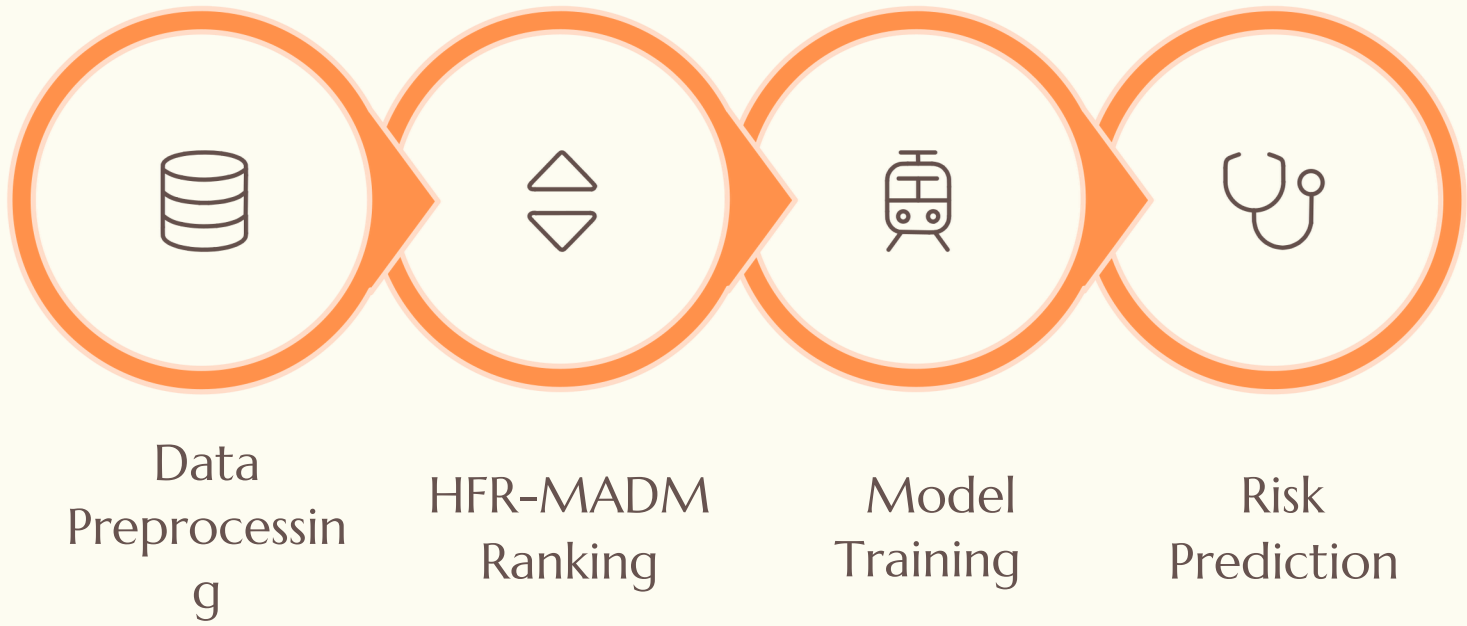 Data
Preprocessin
g
HFR-MADM
Ranking
Model
Training
Risk
Prediction